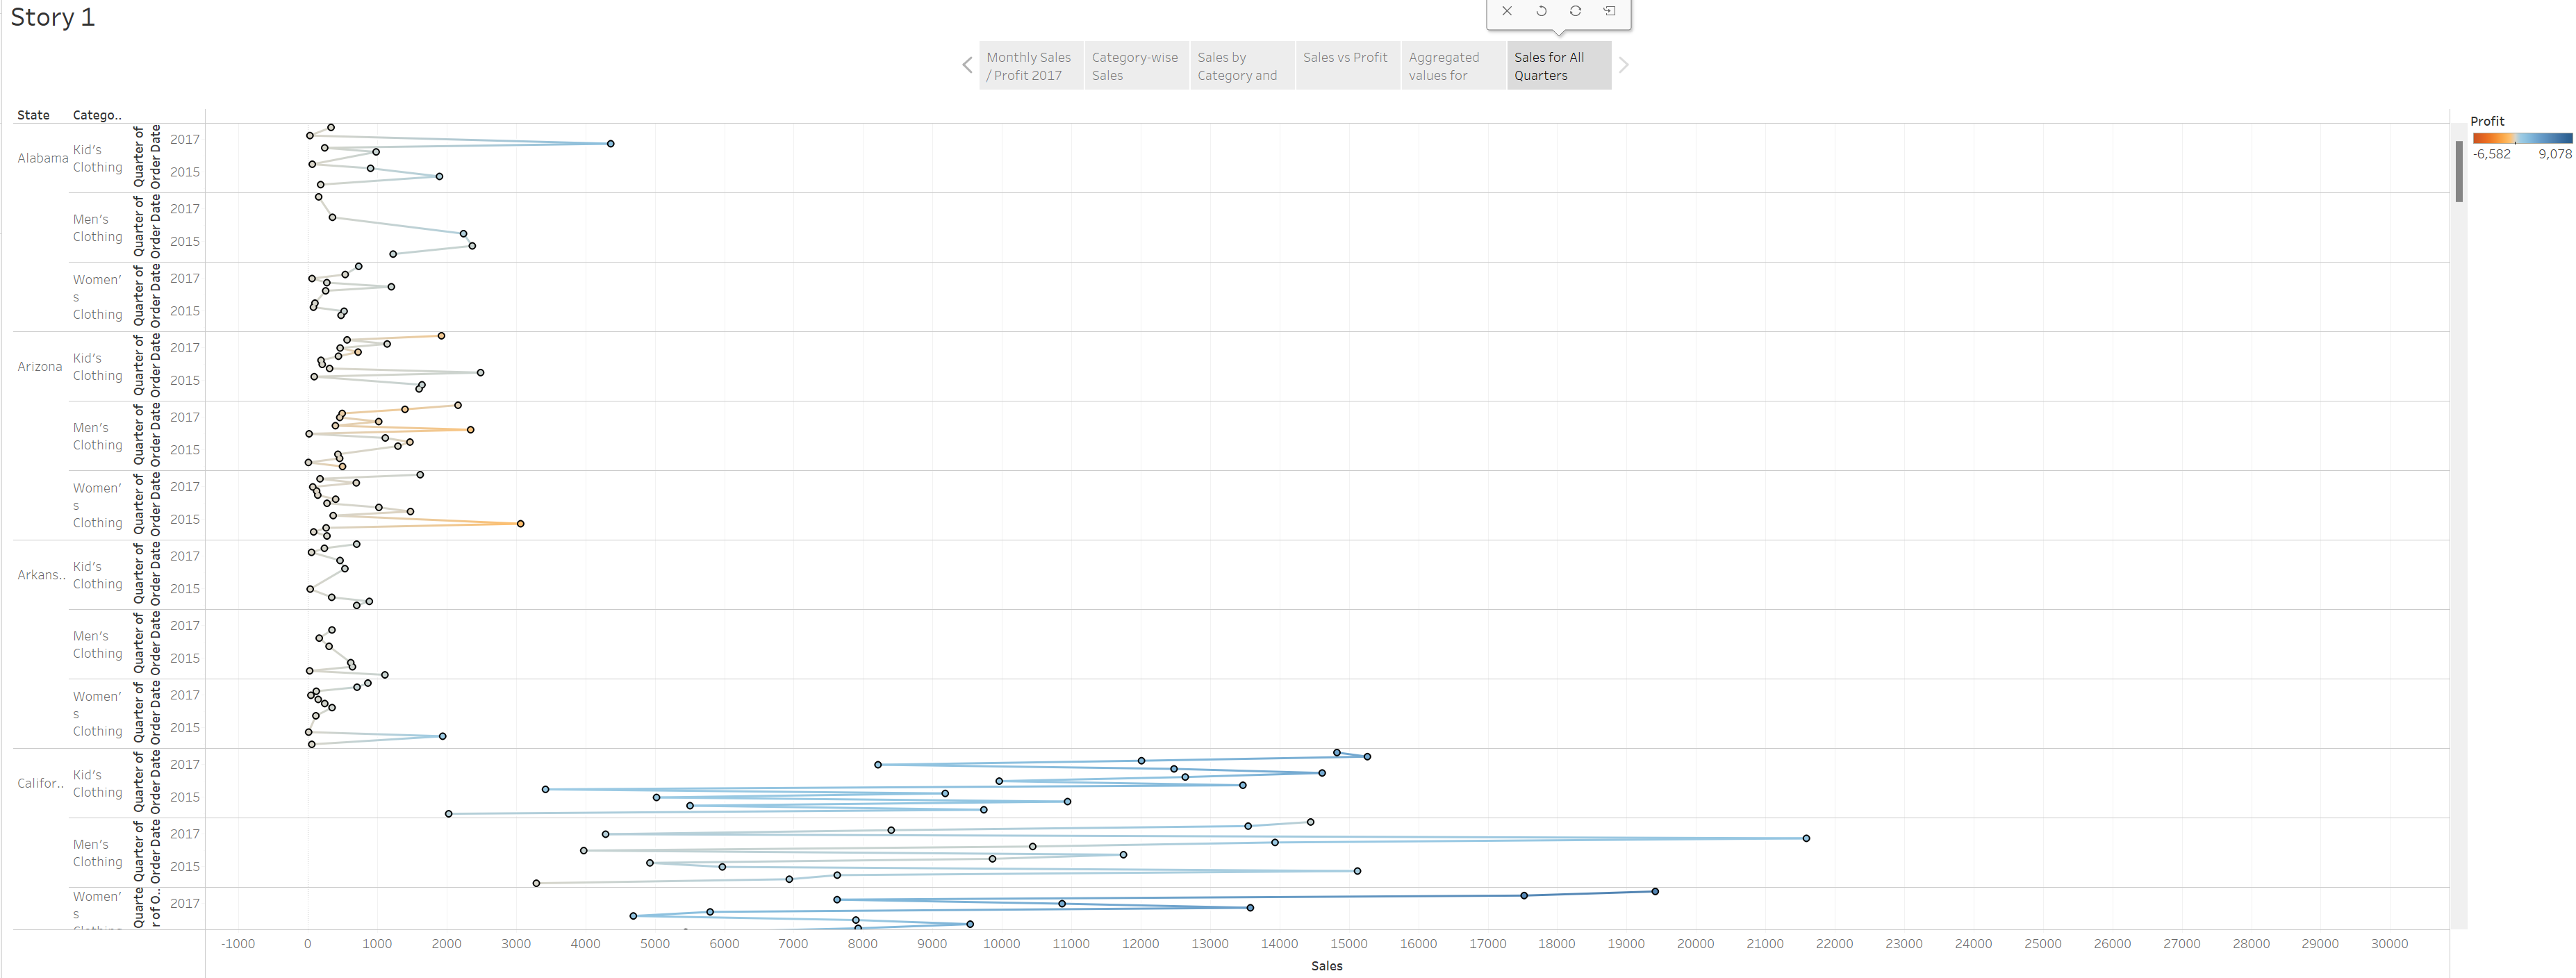 Story 1
Monthly Sales
/ Profit 2017
Category-wise
Sales
Sales by
Category and
Sales vs Profit
Aggregated
values for
Sales for All
Quarters
State
Catego..
Profit
-6,582 9,078
Alabama
Kid's
Clothing
Quarter of
Order Date
2017
2015
Men's
Clothing
Quarter of
Order Date
2017
2015
Women'
s
Clothing
Quarter of
Order Date
2017
2015
Arizona
Kid's
Clothing
Quarter of
Order Date
2017
2015
Men's
Clothing
Quarter of
Order Date
2017
2015
Women'
s
Clothing
Quarter of
Order Date
2017
2015
Arkans..
Kid's
Clothing
Quarter of
Order Date
2017
2015
Men's
Clothing
Quarter of
Order Date
2017
2015
Women'
s
Clothing
Quarter of
Order Date
2017
2015
Califor..
Kid's
Clothing
Quarter of
Order Date
2017
2015
Men's
Clothing
Quarter of
Order Date
2017
2015
Women'
s
Clothing
Quarte
r of O..
2017
-1000 0 1000 2000 3000 4000 5000 6000 7000 8000 9000 10000 11000 12000 13000 14000 15000 16000 17000 18000 19000 20000 21000 22000 23000 24000 25000 26000 27000 28000 29000 30000
Sales